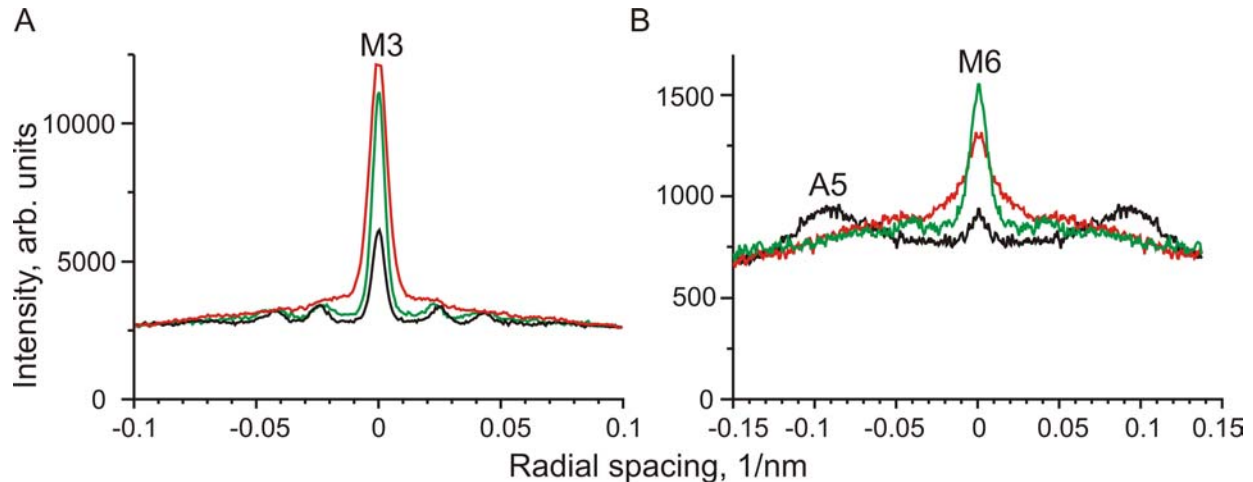 A
M3
Intensity, arb. units
10000
5000
0
-0.1 -0.05 0 0.05 0.1
B
M6
A5
1500
1000
500
0
-0.15 -0.1 -0.05 0 0.05 0.1 0.15
Radial spacing, 1/nm